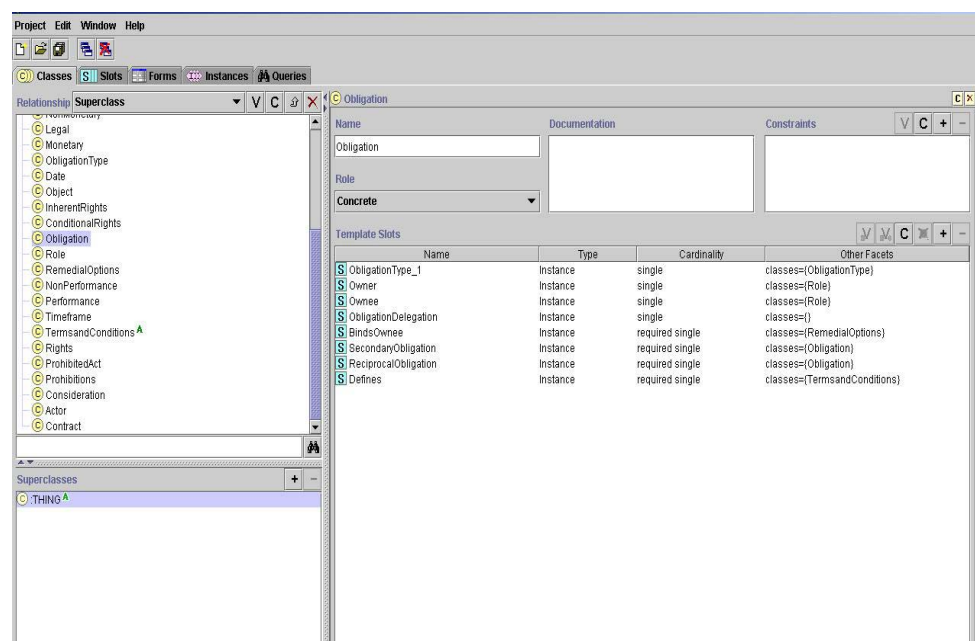 Project Edit Window Help
C Classes S Slots Forms Instances Queries
Relationship Superclass V C
NonMonetary
C Legal
C Monetary
C ObligationType
C Date
C Object
C InherentRights
C ConditionalRights
C Obligation
C Role
C RemedialOptions
C NonPerformance
C Performance
C Timeframe
C TermsandConditions A
C Rights
C ProhibitedAct
C Prohibitions
C Consideration
C Actor
C Contract
Superclasses + -
C :THING A
C Obligation C x
Name Documentation Constraints V C + -
Obligation
Role
Concrete
Template Slots V V C X + -
Name Type Cardinality Other Facets
S ObligationType_1 Instance single classes={ObligationType}
S Owner Instance single classes={Role}
S Ownee Instance single classes={Role}
S ObligationDelegation Instance single classes={}
S BindsOwnee Instance required single classes={RemedialOptions}
S SecondaryObligation Instance required single classes={Obligation}
S ReciprocalObligation Instance required single classes={Obligation}
S Defines Instance required single classes={TermsandConditions}